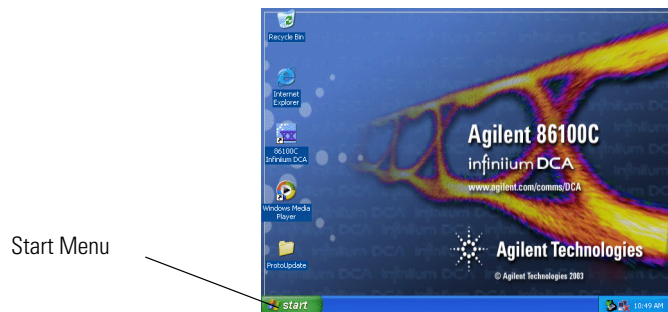 Recycle Bin
Internet
Explorer
86100C
Infiniium DCA
Windows Media
Player
ProtoUpdate
Agilent 86100C
infiniium DCA
www.agilent.com/comms/DCA
Agilent Technologies
© Agilent Technologies 2003
Start Menu
start
10:49 AM